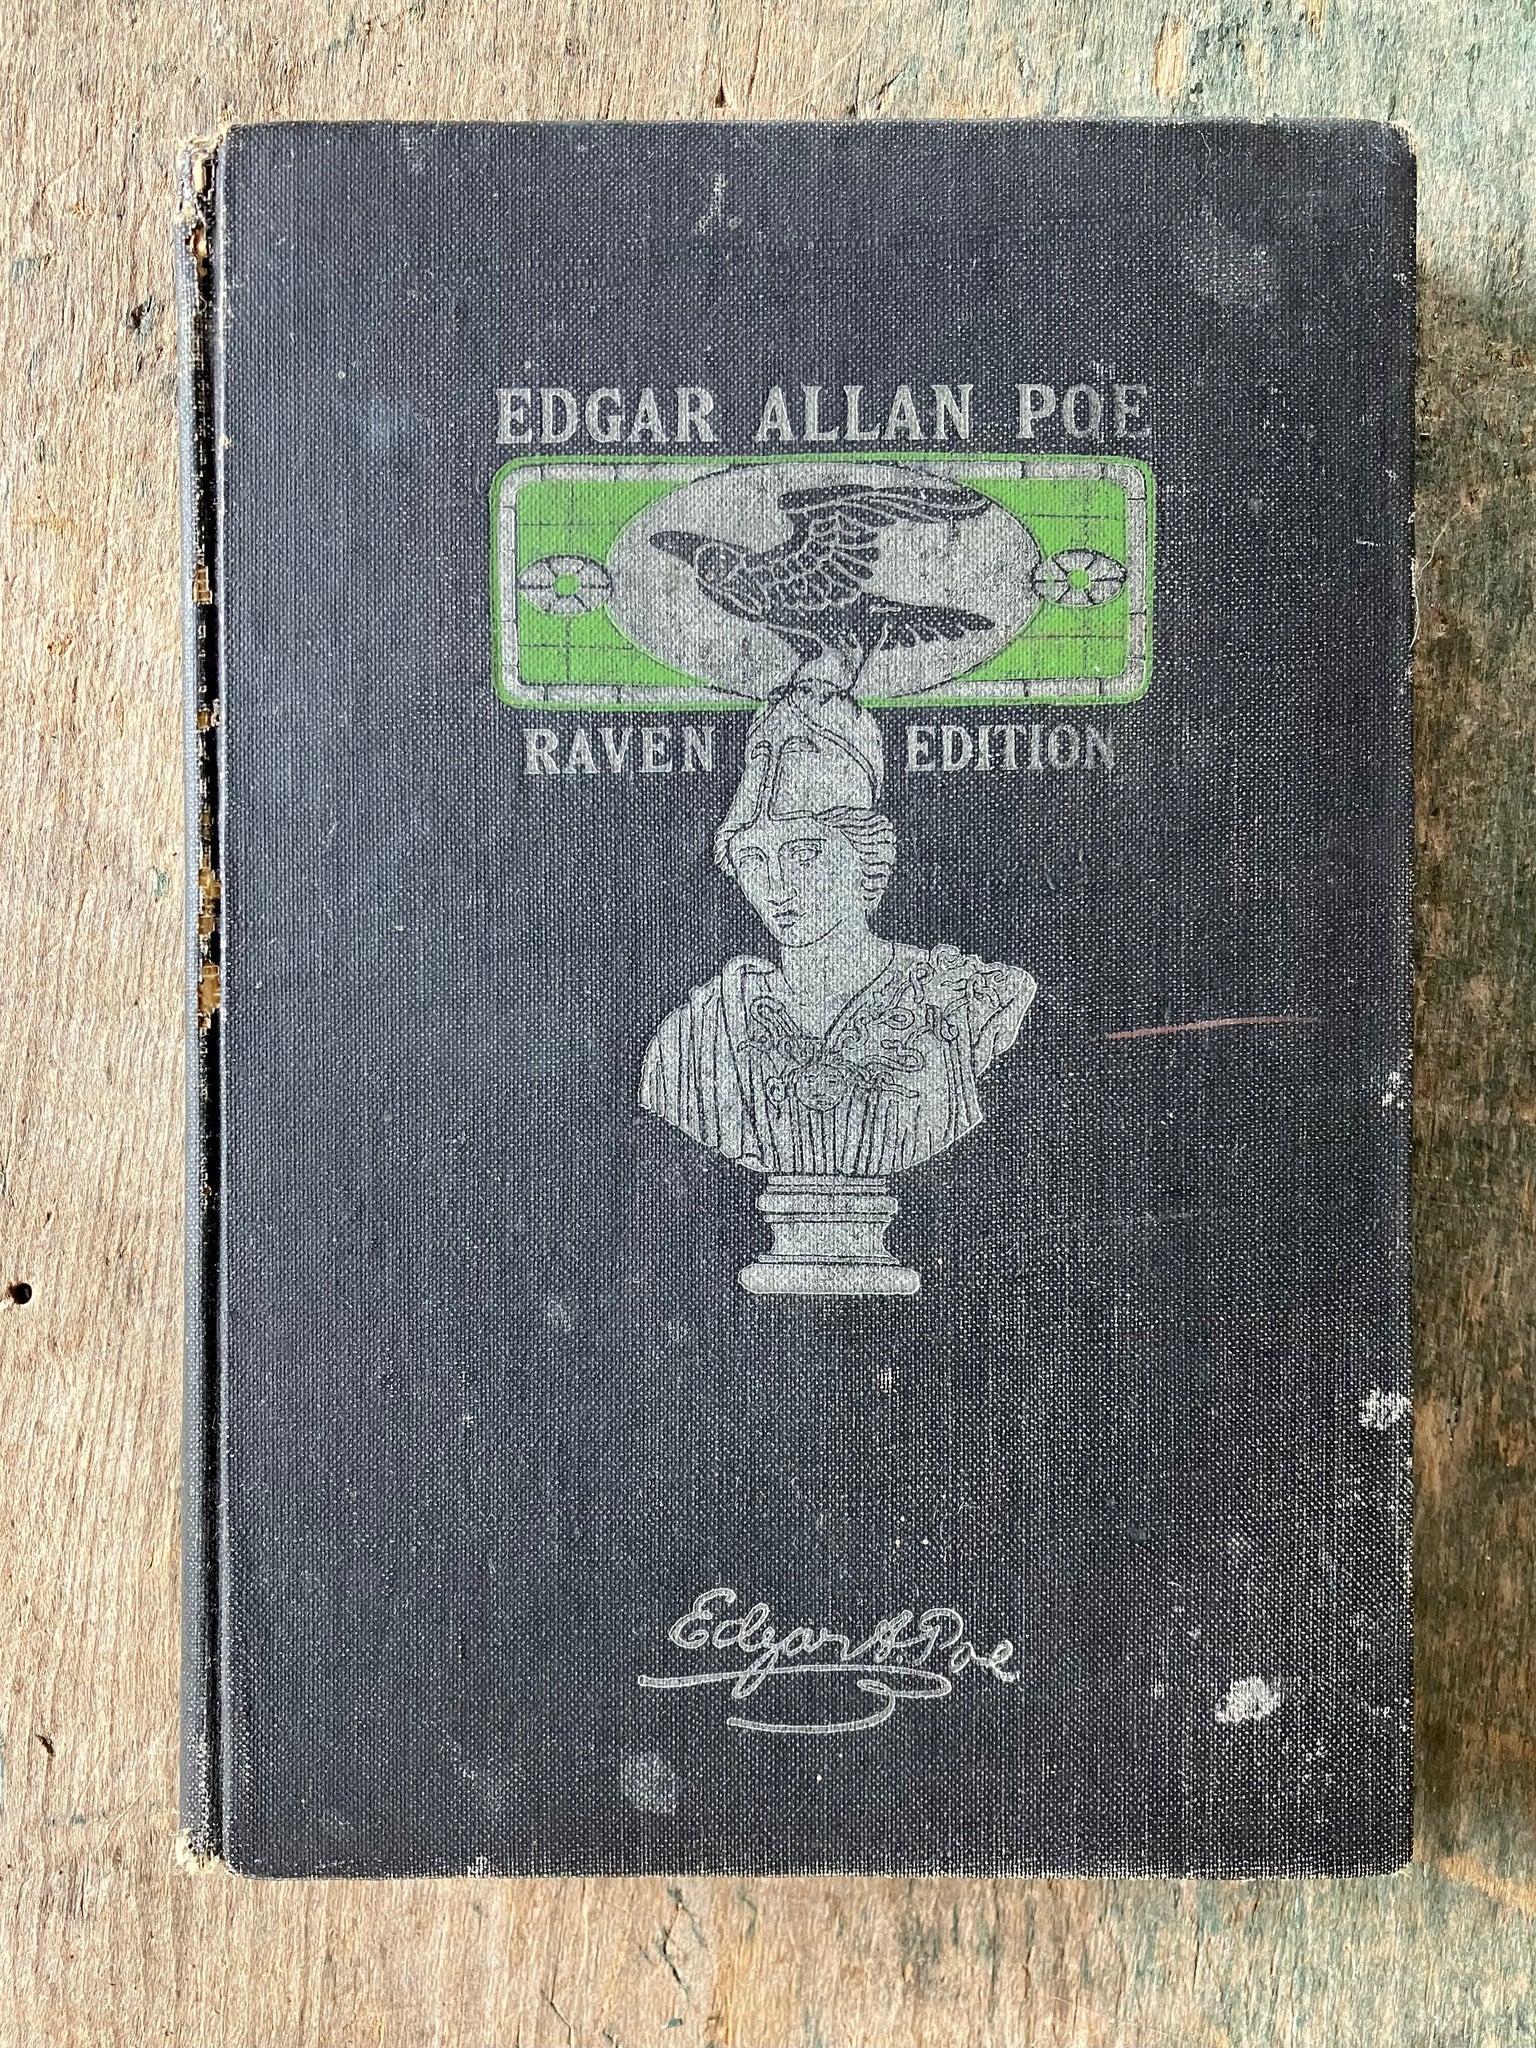 EDGAR ALLAN POE
RAVEN EDITION
Edgar A. Poe